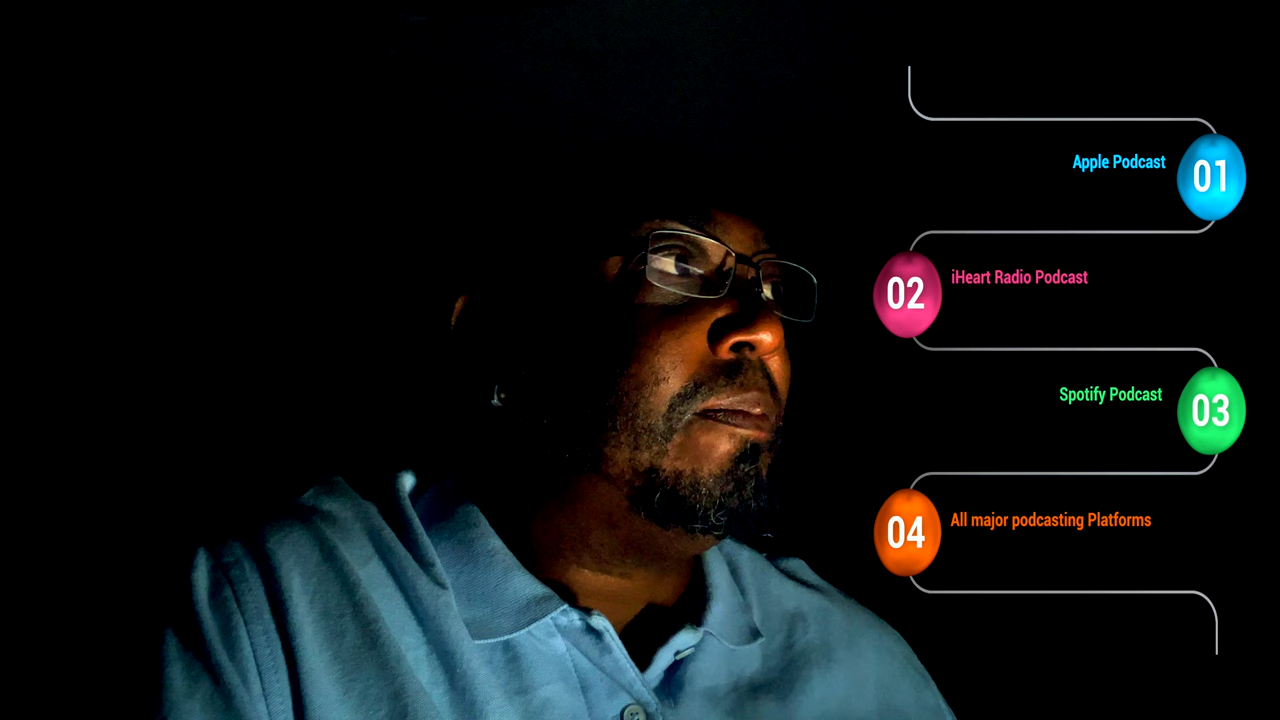 Apple Podcast
01
02
iHeart Radio Podcast
Spotify Podcast
03
04
All major podcasting Platforms